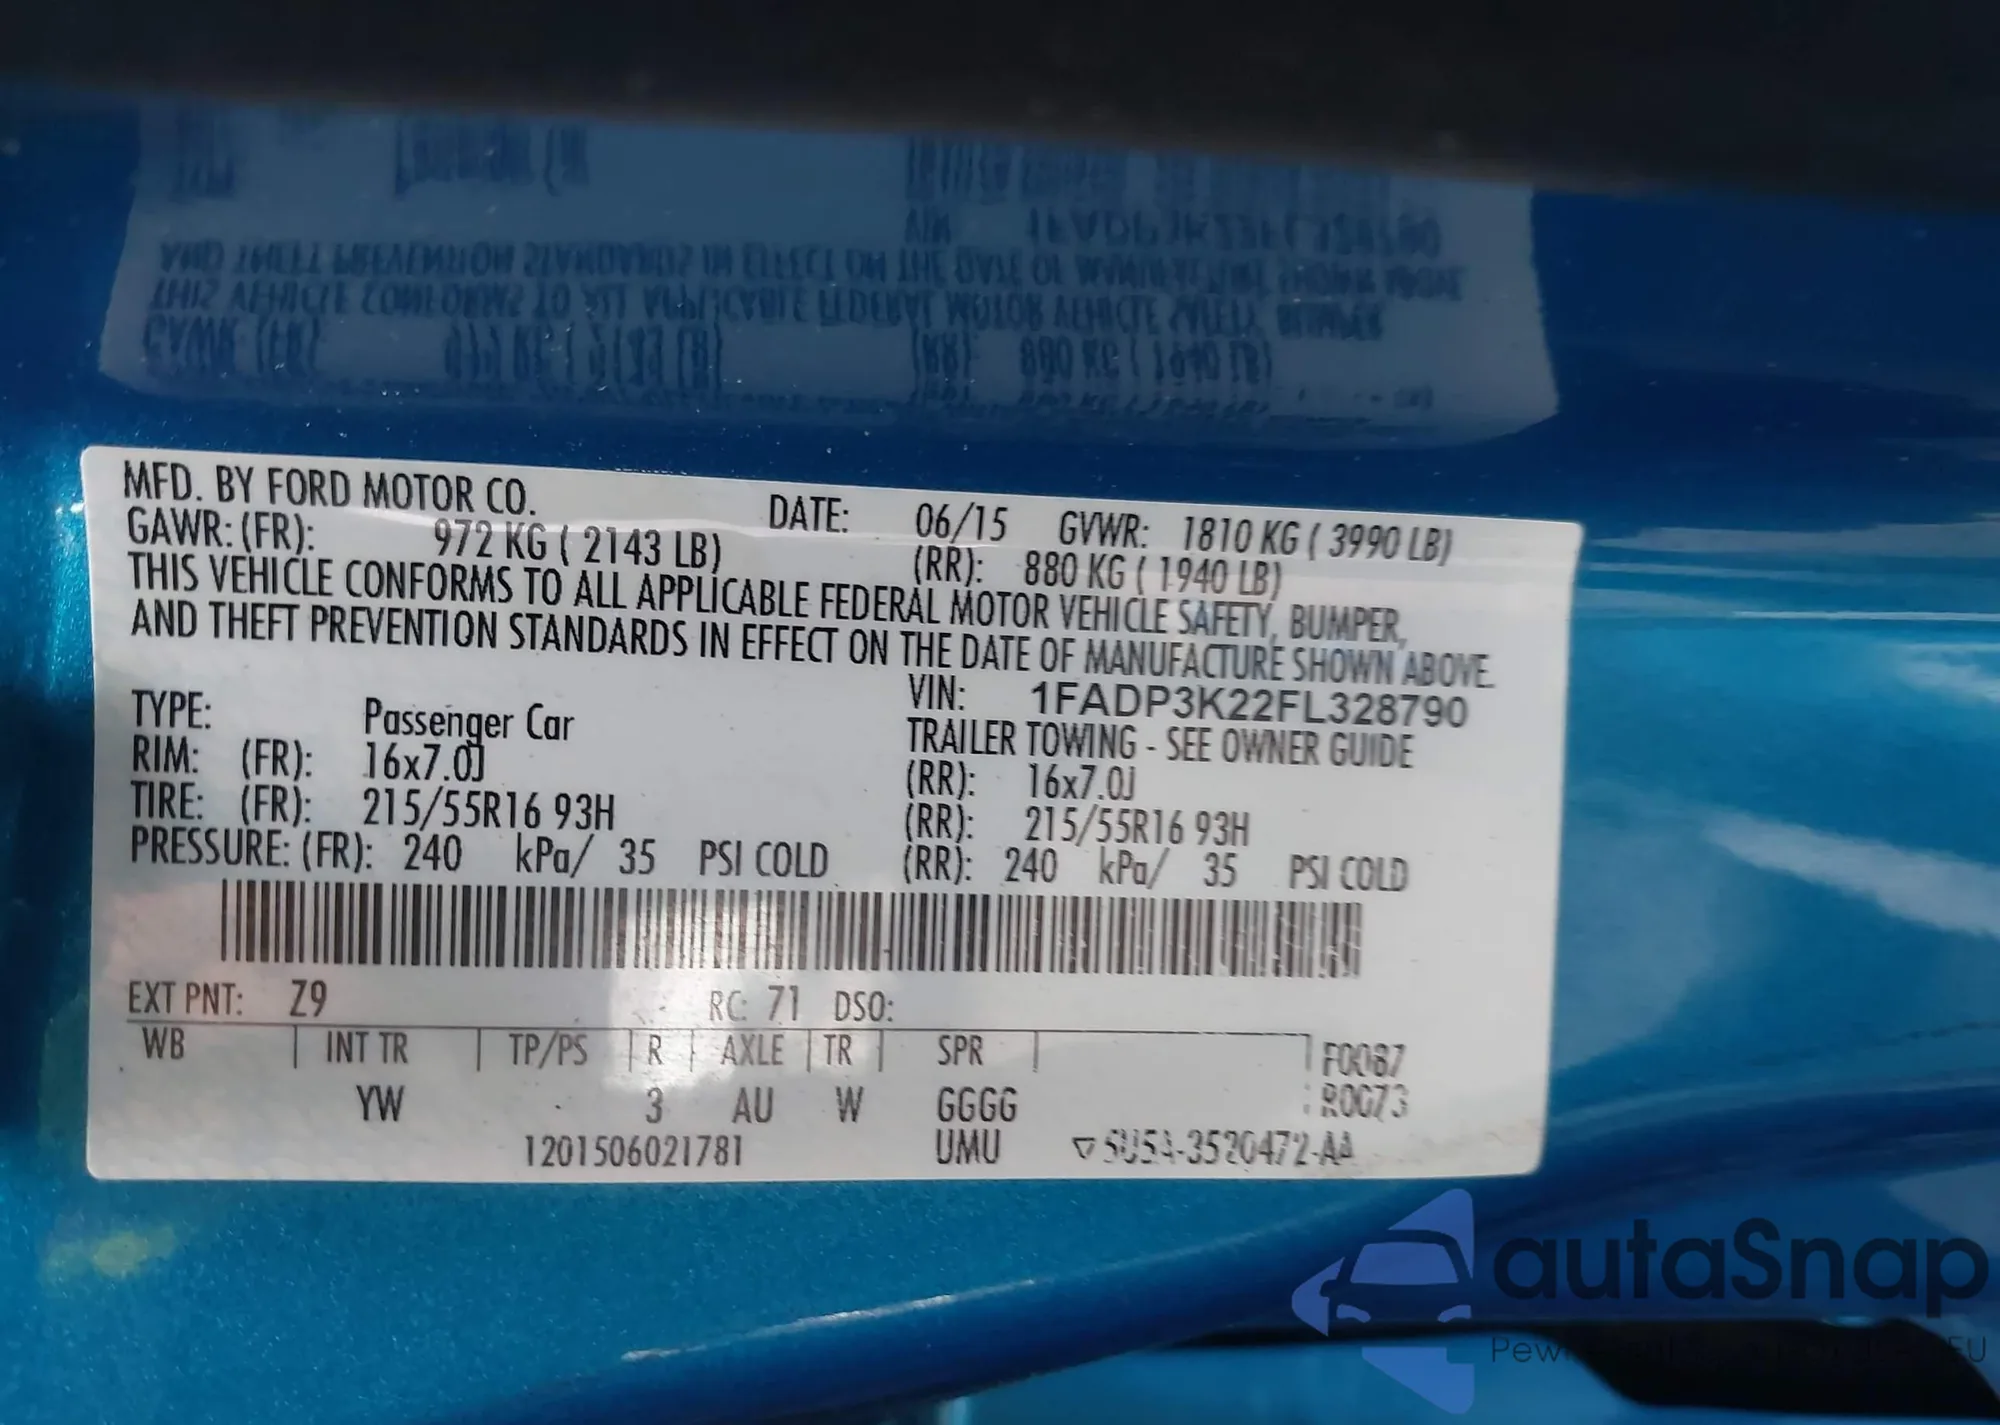 MFD. BY FORD MOTOR CO. DATE: 06/15 GVWR: 1810 KG ( 3990 LB)
GAWR: (FR): 972 KG ( 2143 LB) (RR): 880 KG ( 1940 LB)
THIS VEHICLE CONFORMS TO ALL APPLICABLE FEDERAL MOTOR VEHICLE SAFETY, BUMPER,
AND THEFT PREVENTION STANDARDS IN EFFECT ON THE DATE OF MANUFACTURE SHOWN ABOVE.
VIN: 1FADP3K22FL328790
TYPE: Passenger Car TRAILER TOWING - SEE OWNER GUIDE
RIM: (FR): 16x7.0J (RR): 16x7.0J
TIRE: (FR): 215/55R16 93H (RR): 215/55R16 93H
PRESSURE: (FR): 240 kPa/ 35 PSI COLD (RR): 240 kPa/ 35 PSI COLD
EXT PNT: Z9 RC: 71 DSO:
WB INT TR TP/PS R AXLE TR SPR F0087
YW 3 AU W GGGG R0073
1201506021781 UMU
autaSnap